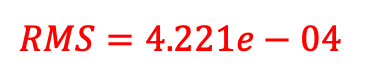 RMS = 4.221e − 04